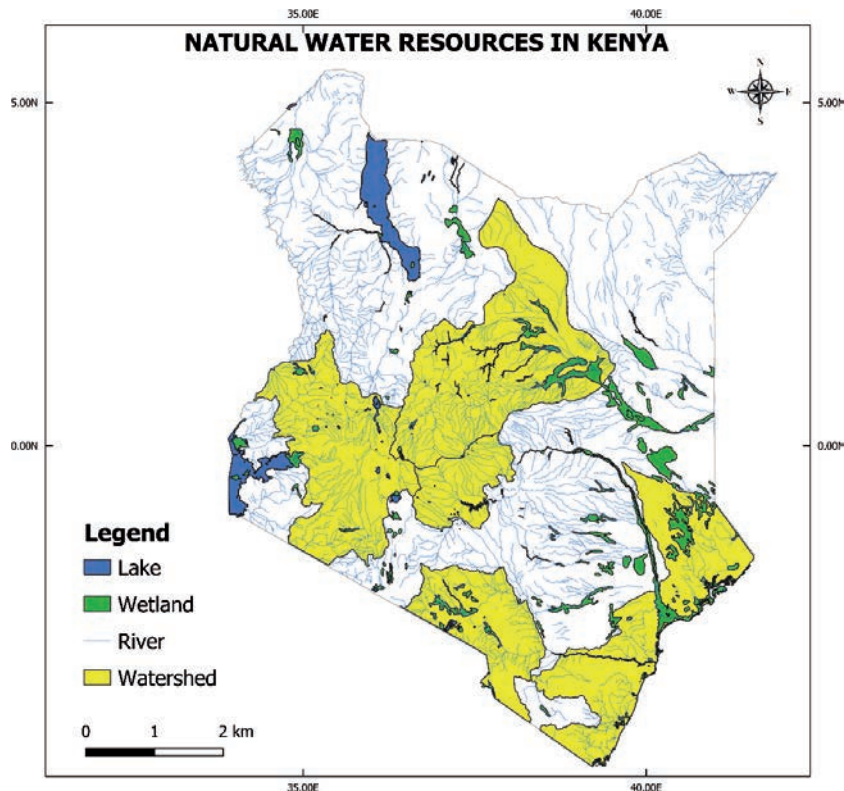 35.00E 40.00E
NATURAL WATER RESOURCES IN KENYA
N
W E
S
5.00N 5.00N
0.00N 0.00N
Legend
Lake
Wetland
River
Watershed
0 1 2 km
35.00E 40.00E